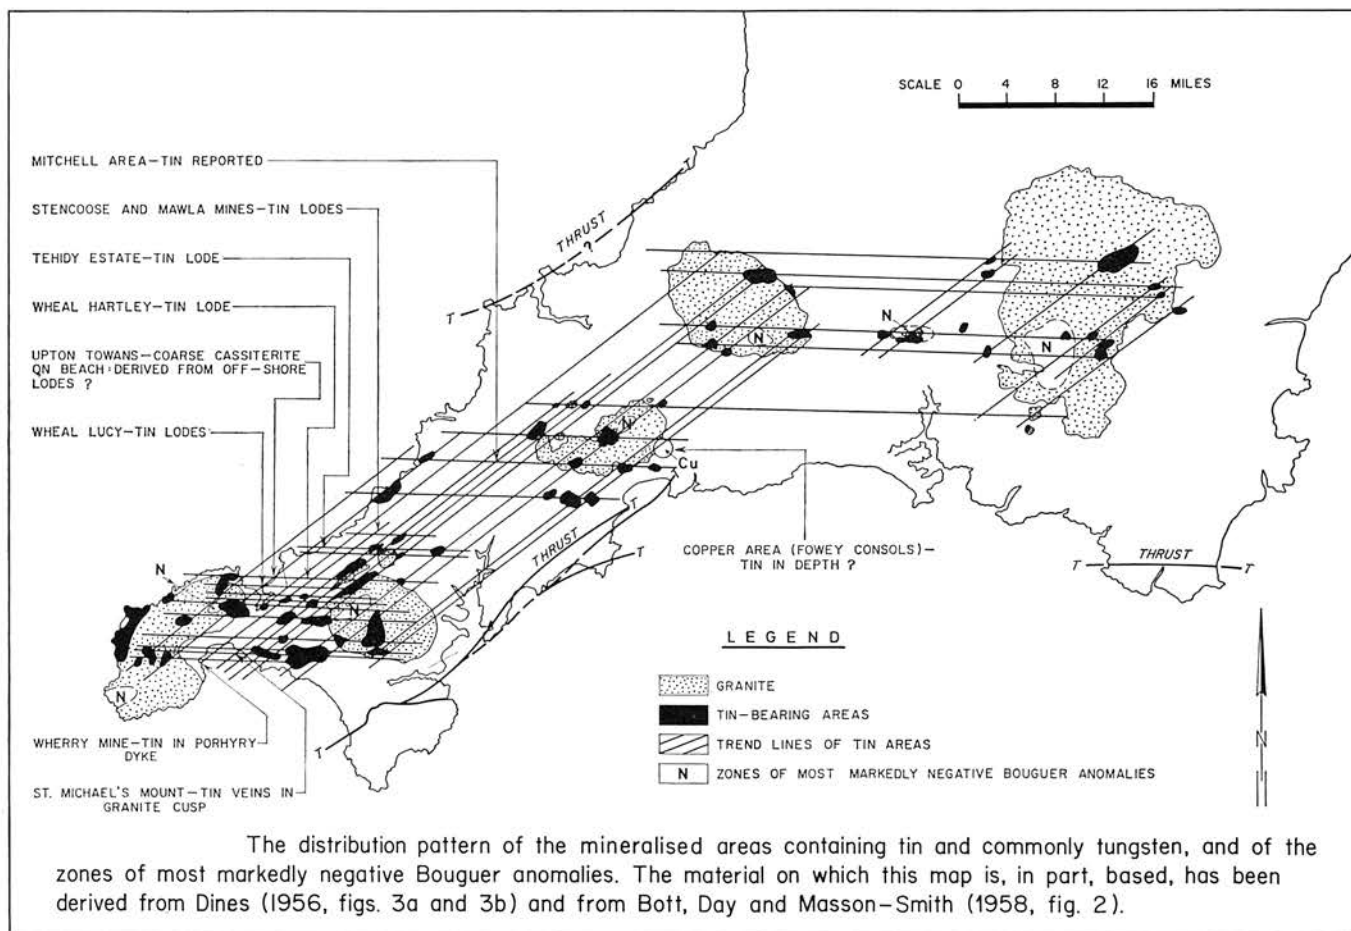 SCALE 0 4 8 12 16 MILES
MITCHELL AREA–TIN REPORTED
STENCOOSE AND MAWLA MINES–TIN LODES
TEHIDY ESTATE–TIN LODE
WHEAL HARTLEY–TIN LODE
UPTON TOWANS–COARSE CASSITERITE
ON BEACH: DERIVED FROM OFF–SHORE
LODES ?
WHEAL LUCY–TIN LODES
T
THRUST
?
T
N
N
N
N
Cu
T
THRUST
T
COPPER AREA (FOWEY CONSOLS)–
TIN IN DEPTH ?
THRUST
T
T
N
N
N
T
WHERRY MINE–TIN IN PORHYRY
DYKE
ST. MICHAEL'S MOUNT–TIN VEINS IN
GRANITE CUSP
LEGEND
GRANITE
TIN–BEARING AREAS
TREND LINES OF TIN AREAS
N ZONES OF MOST MARKEDLY NEGATIVE BOUGUER ANOMALIES
N
The distribution pattern of the mineralised areas containing tin and commonly tungsten, and of the
zones of most markedly negative Bouguer anomalies. The material on which this map is, in part, based, has been
derived from Dines (1956, figs. 3a and 3b) and from Bott, Day and Masson–Smith (1958, fig. 2).